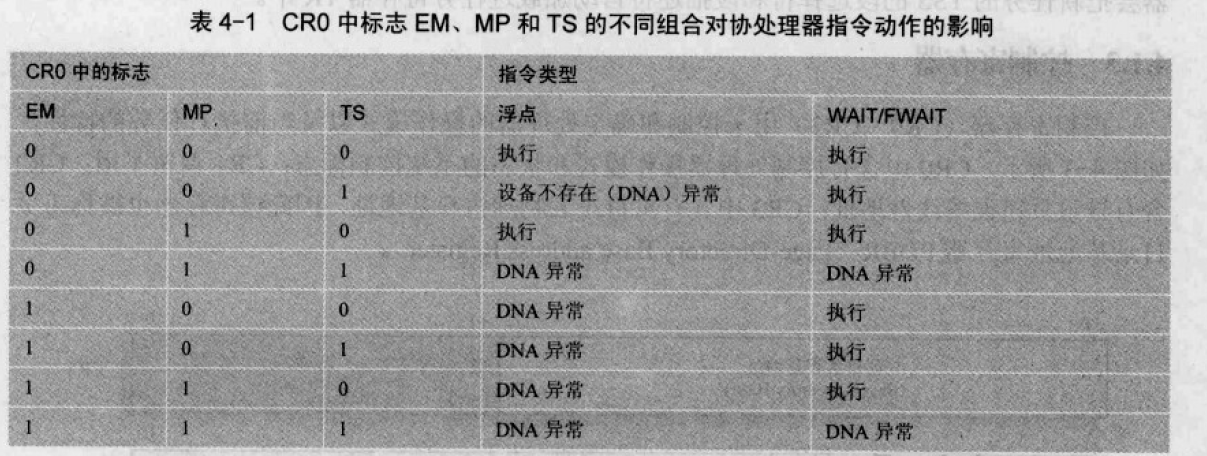 表 4-1 CR0 中标志 EM、MP 和 TS 的不同组合对协处理器指令动作的影响
CR0 中的标志 指令类型
EM MP TS 浮点 WAIT/FWAIT
0 0 0 执行 执行
0 0 1 设备不存在（DNA）异常 执行
0 1 0 执行 执行
0 1 1 DNA 异常 DNA 异常
1 0 0 DNA 异常 执行
1 0 1 DNA 异常 执行
1 1 0 DNA 异常 执行
1 1 1 DNA 异常 DNA 异常